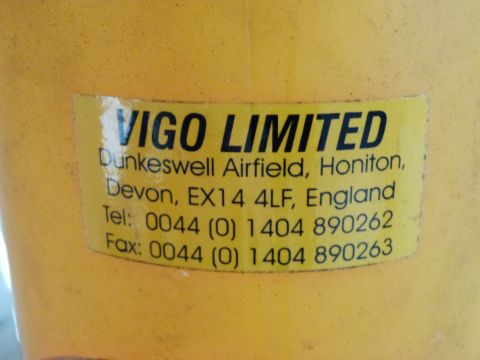 VIGO LIMITED
Dunkeswell Airfield, Honiton,
Devon, EX14 4LF, England
Tel: 0044 (0) 1404 890262
Fax: 0044 (0) 1404 890263